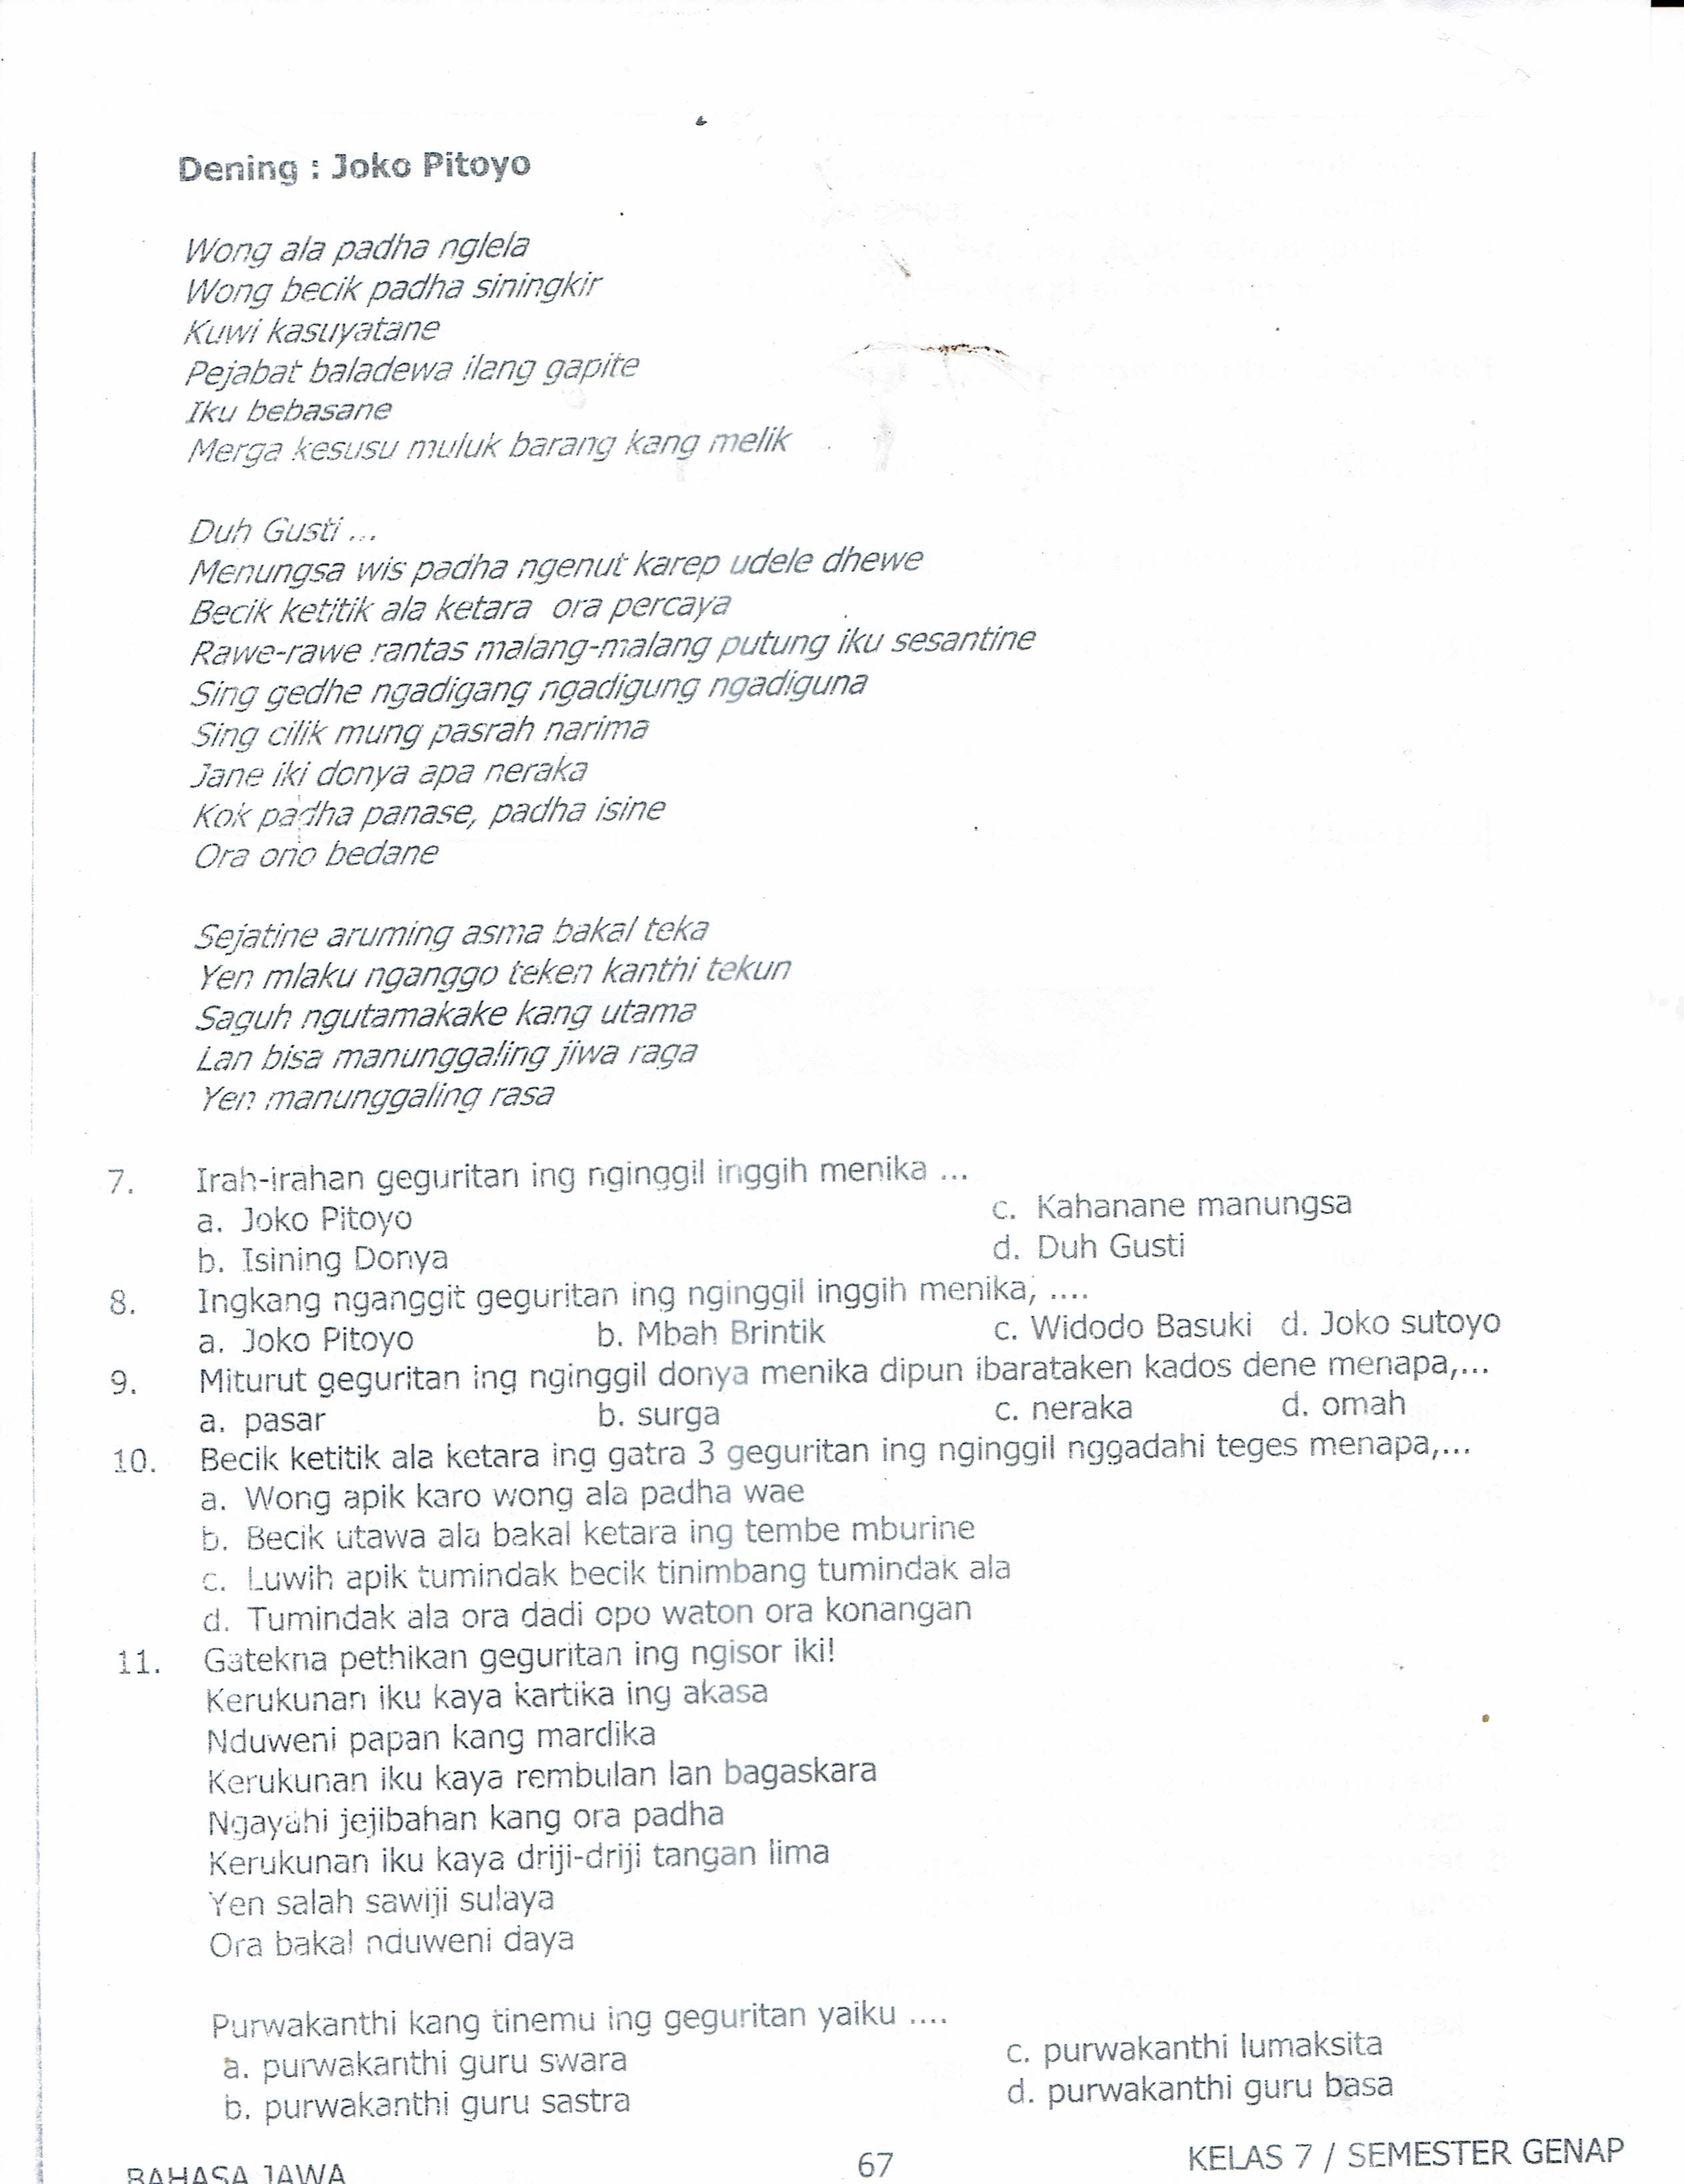 Dening : Joko Pitoyo
Wong ala padha nglela
Wong becik padha siningkir
Kuwi kasuyatane
Pejabat baladewa ilang gapite
Iku bebasane
Merga kesusu muluk barang kang melik
Duh Gusti ...
Menungsa wis padha ngenut karep udele dhewe
Becik ketitik ala ketara ora percaya
Rawe-rawe rantas malang-malang putung iku sesantine
Sing gedhe ngadigang ngadigung ngadiguna
Sing cilik mung pasrah narima
Jane iki donya apa neraka
Kok padha panase, padha isine
Ora ono bedane
Sejatine aruming asma bakal teka
Yen mlaku nganggo teken kanthi tekun
Saguh ngutamakake kang utama
Lan bisa manunggaling jiwa raga
Yen manunggaling rasa
7. Irah-irahan geguritan ing nginggil inggih menika ...
a. Joko Pitoyo c. Kahanane manungsa
b. Isining Donya d. Duh Gusti
8. Ingkang nganggit geguritan ing nginggil inggih menika, ....
a. Joko Pitoyo b. Mbah Brintik c. Widodo Basuki d. Joko sutoyo
9. Miturut geguritan ing nginggil donya menika dipun ibarataken kados dene menapa,...
a. pasar b. surga c. neraka d. omah
10. Becik ketitik ala ketara ing gatra 3 geguritan ing nginggil nggadahi teges menapa,...
a. Wong apik karo wong ala padha wae
b. Becik utawa ala bakal ketara ing tembe mburine
c. Luwih apik tumindak becik tinimbang tumindak ala
d. Tumindak ala ora dadi opo waton ora konangan
11. Gatekna pethikan geguritan ing ngisor iki!
Kerukunan iku kaya kartika ing akasa
Nduweni papan kang mardika
Kerukunan iku kaya rembulan lan bagaskara
Ngayahi jejibahan kang ora padha
Kerukunan iku kaya driji-driji tangan lima
Yen salah sawiji sulaya
Ora bakal nduweni daya
Purwakanthi kang tinemu ing geguritan yaiku ....
a. purwakanthi guru swara c. purwakanthi lumaksita
b. purwakanthi guru sastra d. purwakanthi guru basa
BAHASA JAWA 67 KELAS 7 / SEMESTER GENAP